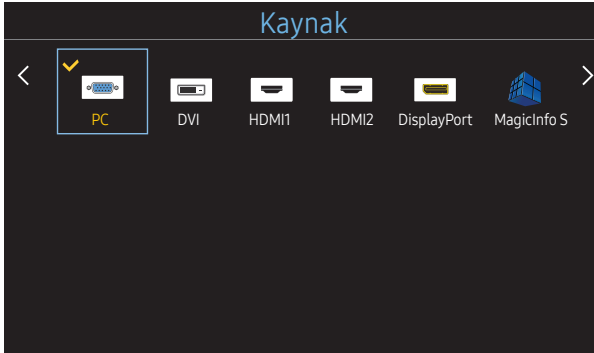 Kaynak
PC
DVI
HDMI1
HDMI2
DisplayPort
MagicInfo S